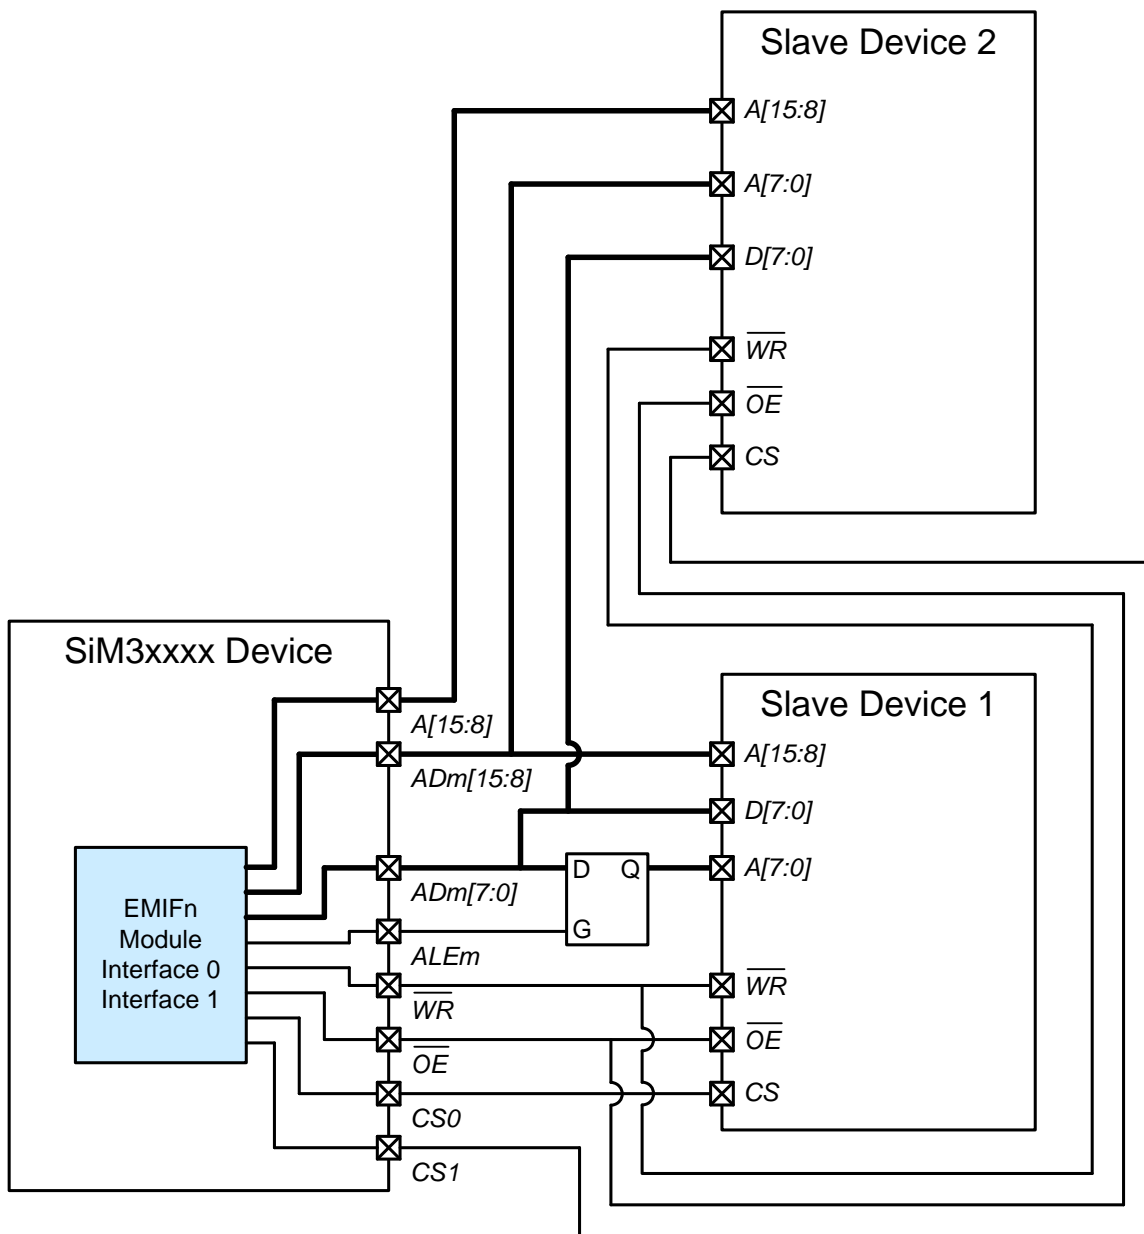 Slave Device 2
A[15:8]
A[7:0]
D[7:0]
WR
OE
CS
SiM3xxxx Device
A[15:8]
ADm[15:8]
ADm[7:0]
ALEm
WR
OE
CS0
CS1
EMIFn
Module
Interface 0
Interface 1
D Q
G
Slave Device 1
A[15:8]
D[7:0]
A[7:0]
WR
OE
CS